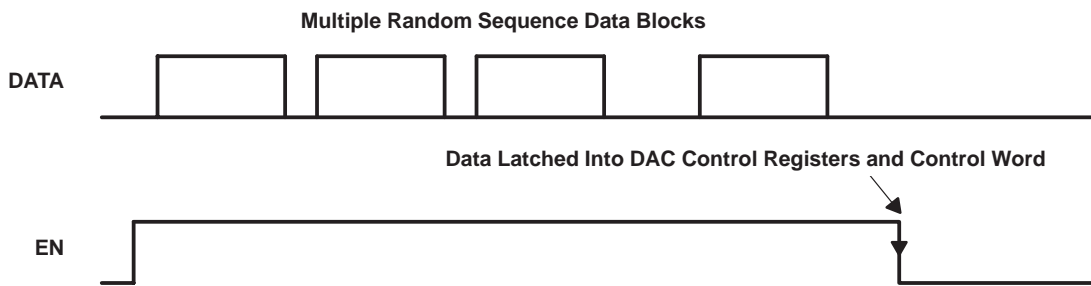 Multiple Random Sequence Data Blocks
DATA
Data Latched Into DAC Control Registers and Control Word
EN